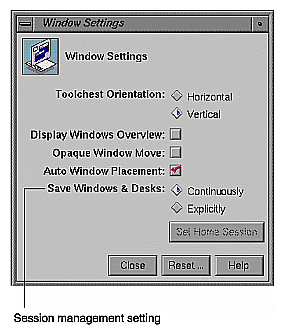 Window Settings
Window Settings
Toolchest Orientation: Horizontal
Vertical
Display Windows Overview:
Opaque Window Move:
Auto Window Placement:
Save Windows & Desks: Continuously
Explicitly
Set Home Session
Close Reset ... Help
Session management setting